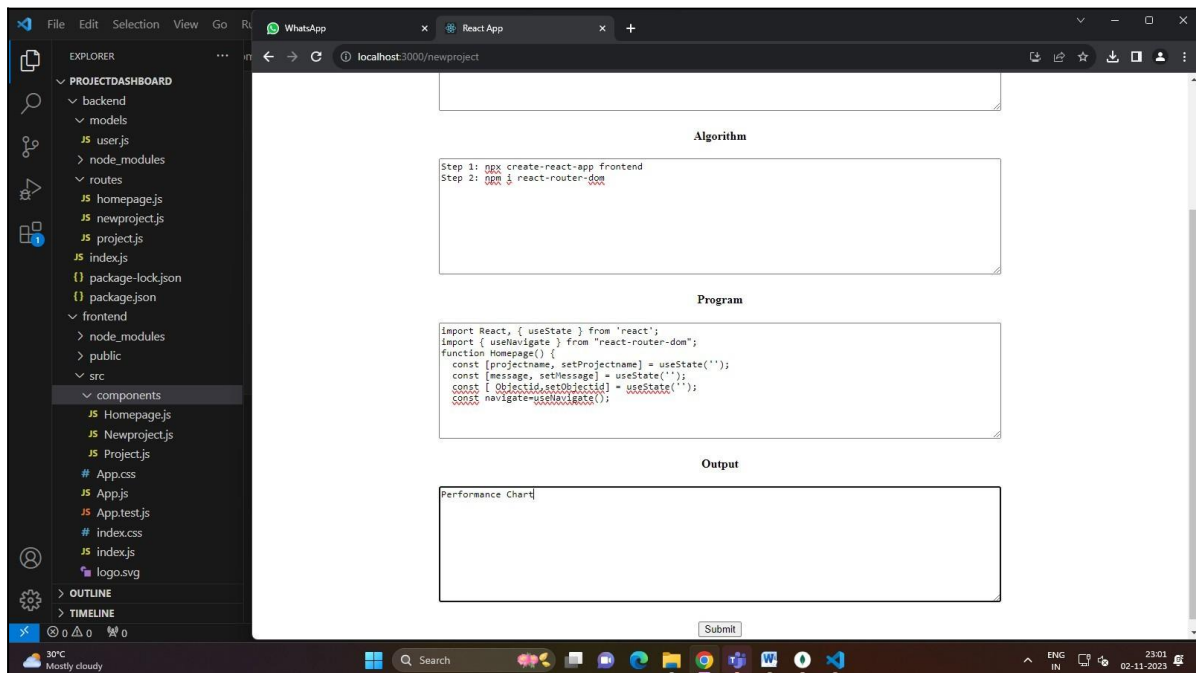 File Edit Selection View Go Ru
WhatsApp
React App
EXPLORER
localhost:3000/newproject
PROJECTDASHBOARD
backend
models
JS user.js
node_modules
routes
JS homepage.js
JS newproject.js
JS project.js
JS index.js
{} package-lock.json
{} package.json
frontend
node_modules
public
src
components
JS Homepage.js
JS Newproject.js
JS Project.js
# App.css
JS App.js
JS App.test.js
# index.css
JS index.js
logo.svg
OUTLINE
TIMELINE
0 0 0
1
Algorithm
Step 1: npx create-react-app frontend
Step 2: npm i react-router-dom
Program
import React, { useState } from 'react';
import { useNavigate } from "react-router-dom";
function Homepage() {
const [projectname, setProjectname] = useState('');
const [message, setMessage] = useState('');
const [ Objectid,setObjectid] = useState('');
const navigate=useNavigate();
Output
Performance Chart
Submit
30°C
Mostly cloudy
Search
ENG
IN
23:01
02-11-2023